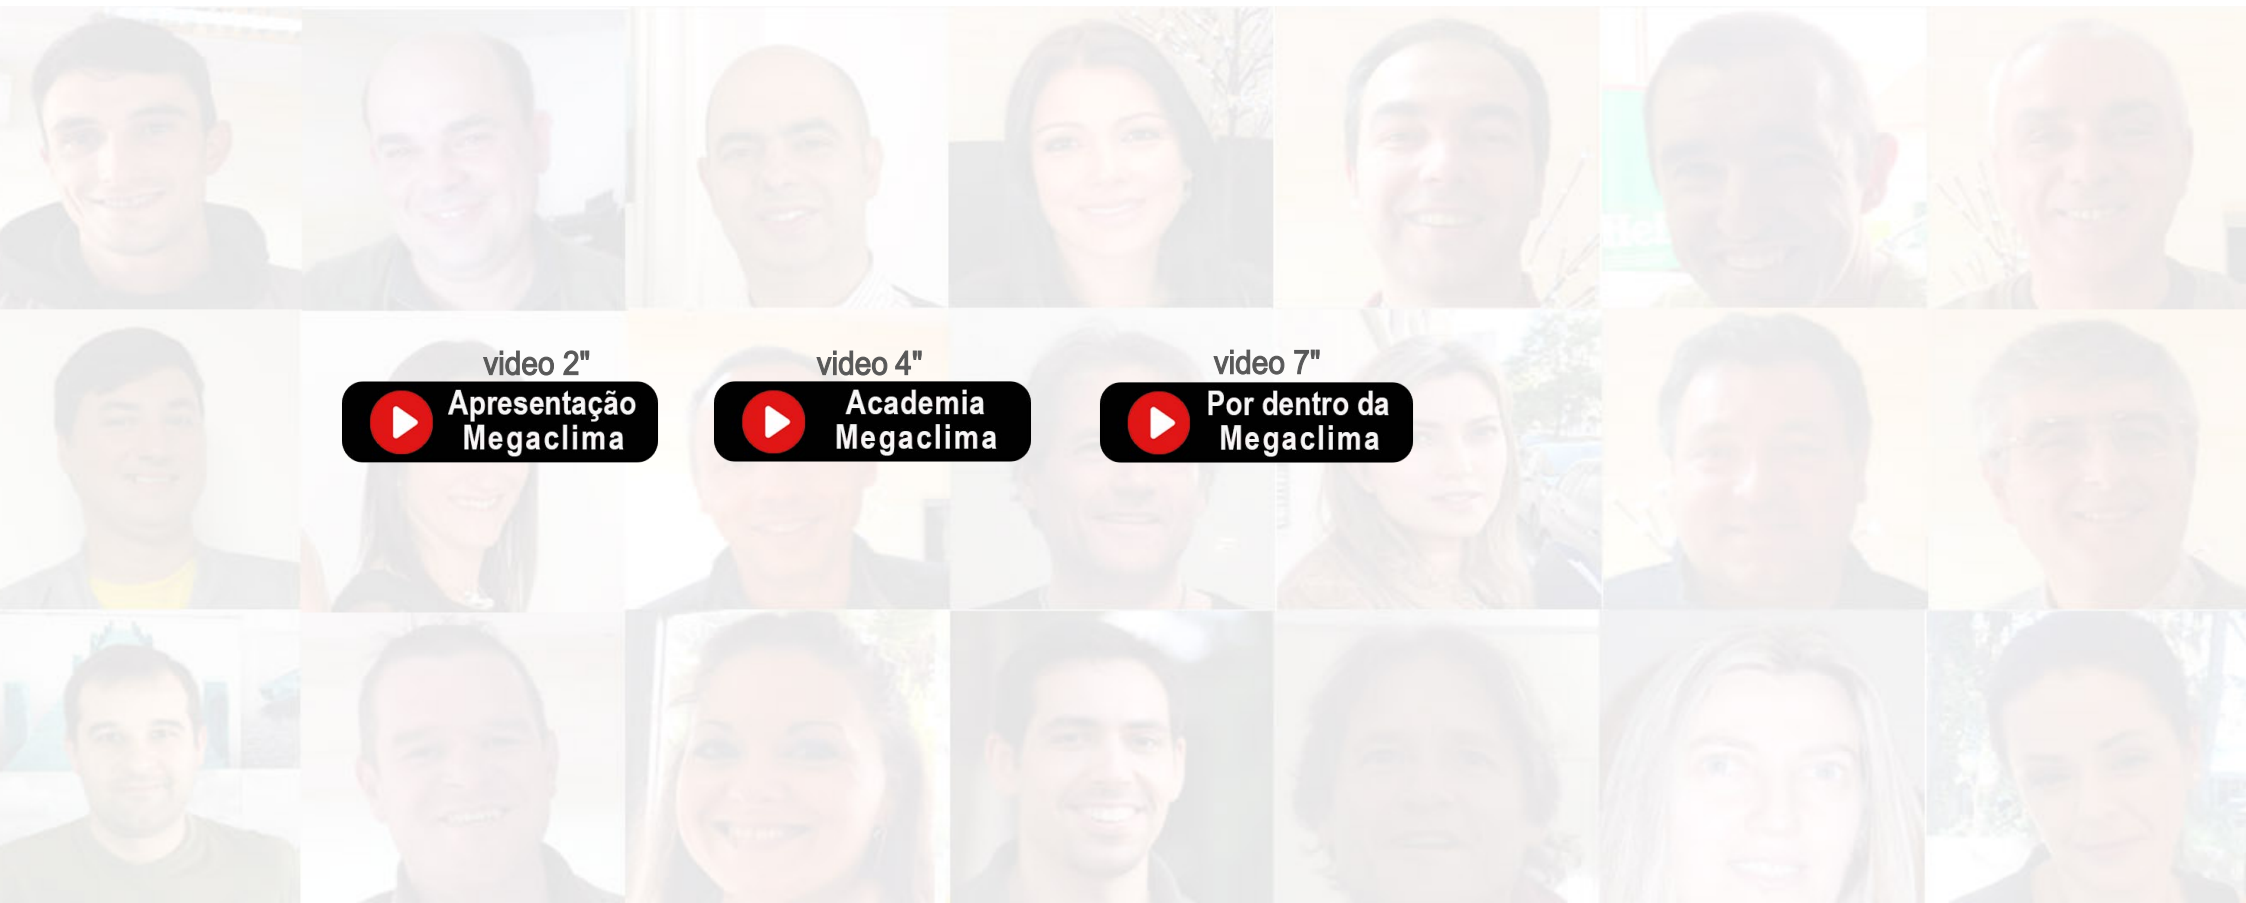 video 2"
Apresentação
Megaclima
video 4"
Academia
Megaclima
video 7"
Por dentro da
Megaclima